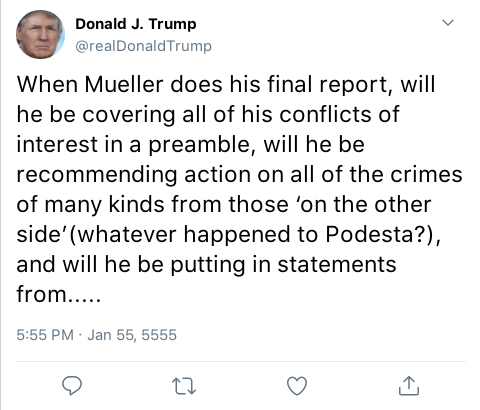 Donald J. Trump
@realDonaldTrump
When Mueller does his final report, will
he be covering all of his conflicts of
interest in a preamble, will he be
recommending action on all of the crimes
of many kinds from those ‘on the other
side’(whatever happened to Podesta?),
and will he be putting in statements
from.....
5:55 PM · Jan 55, 5555